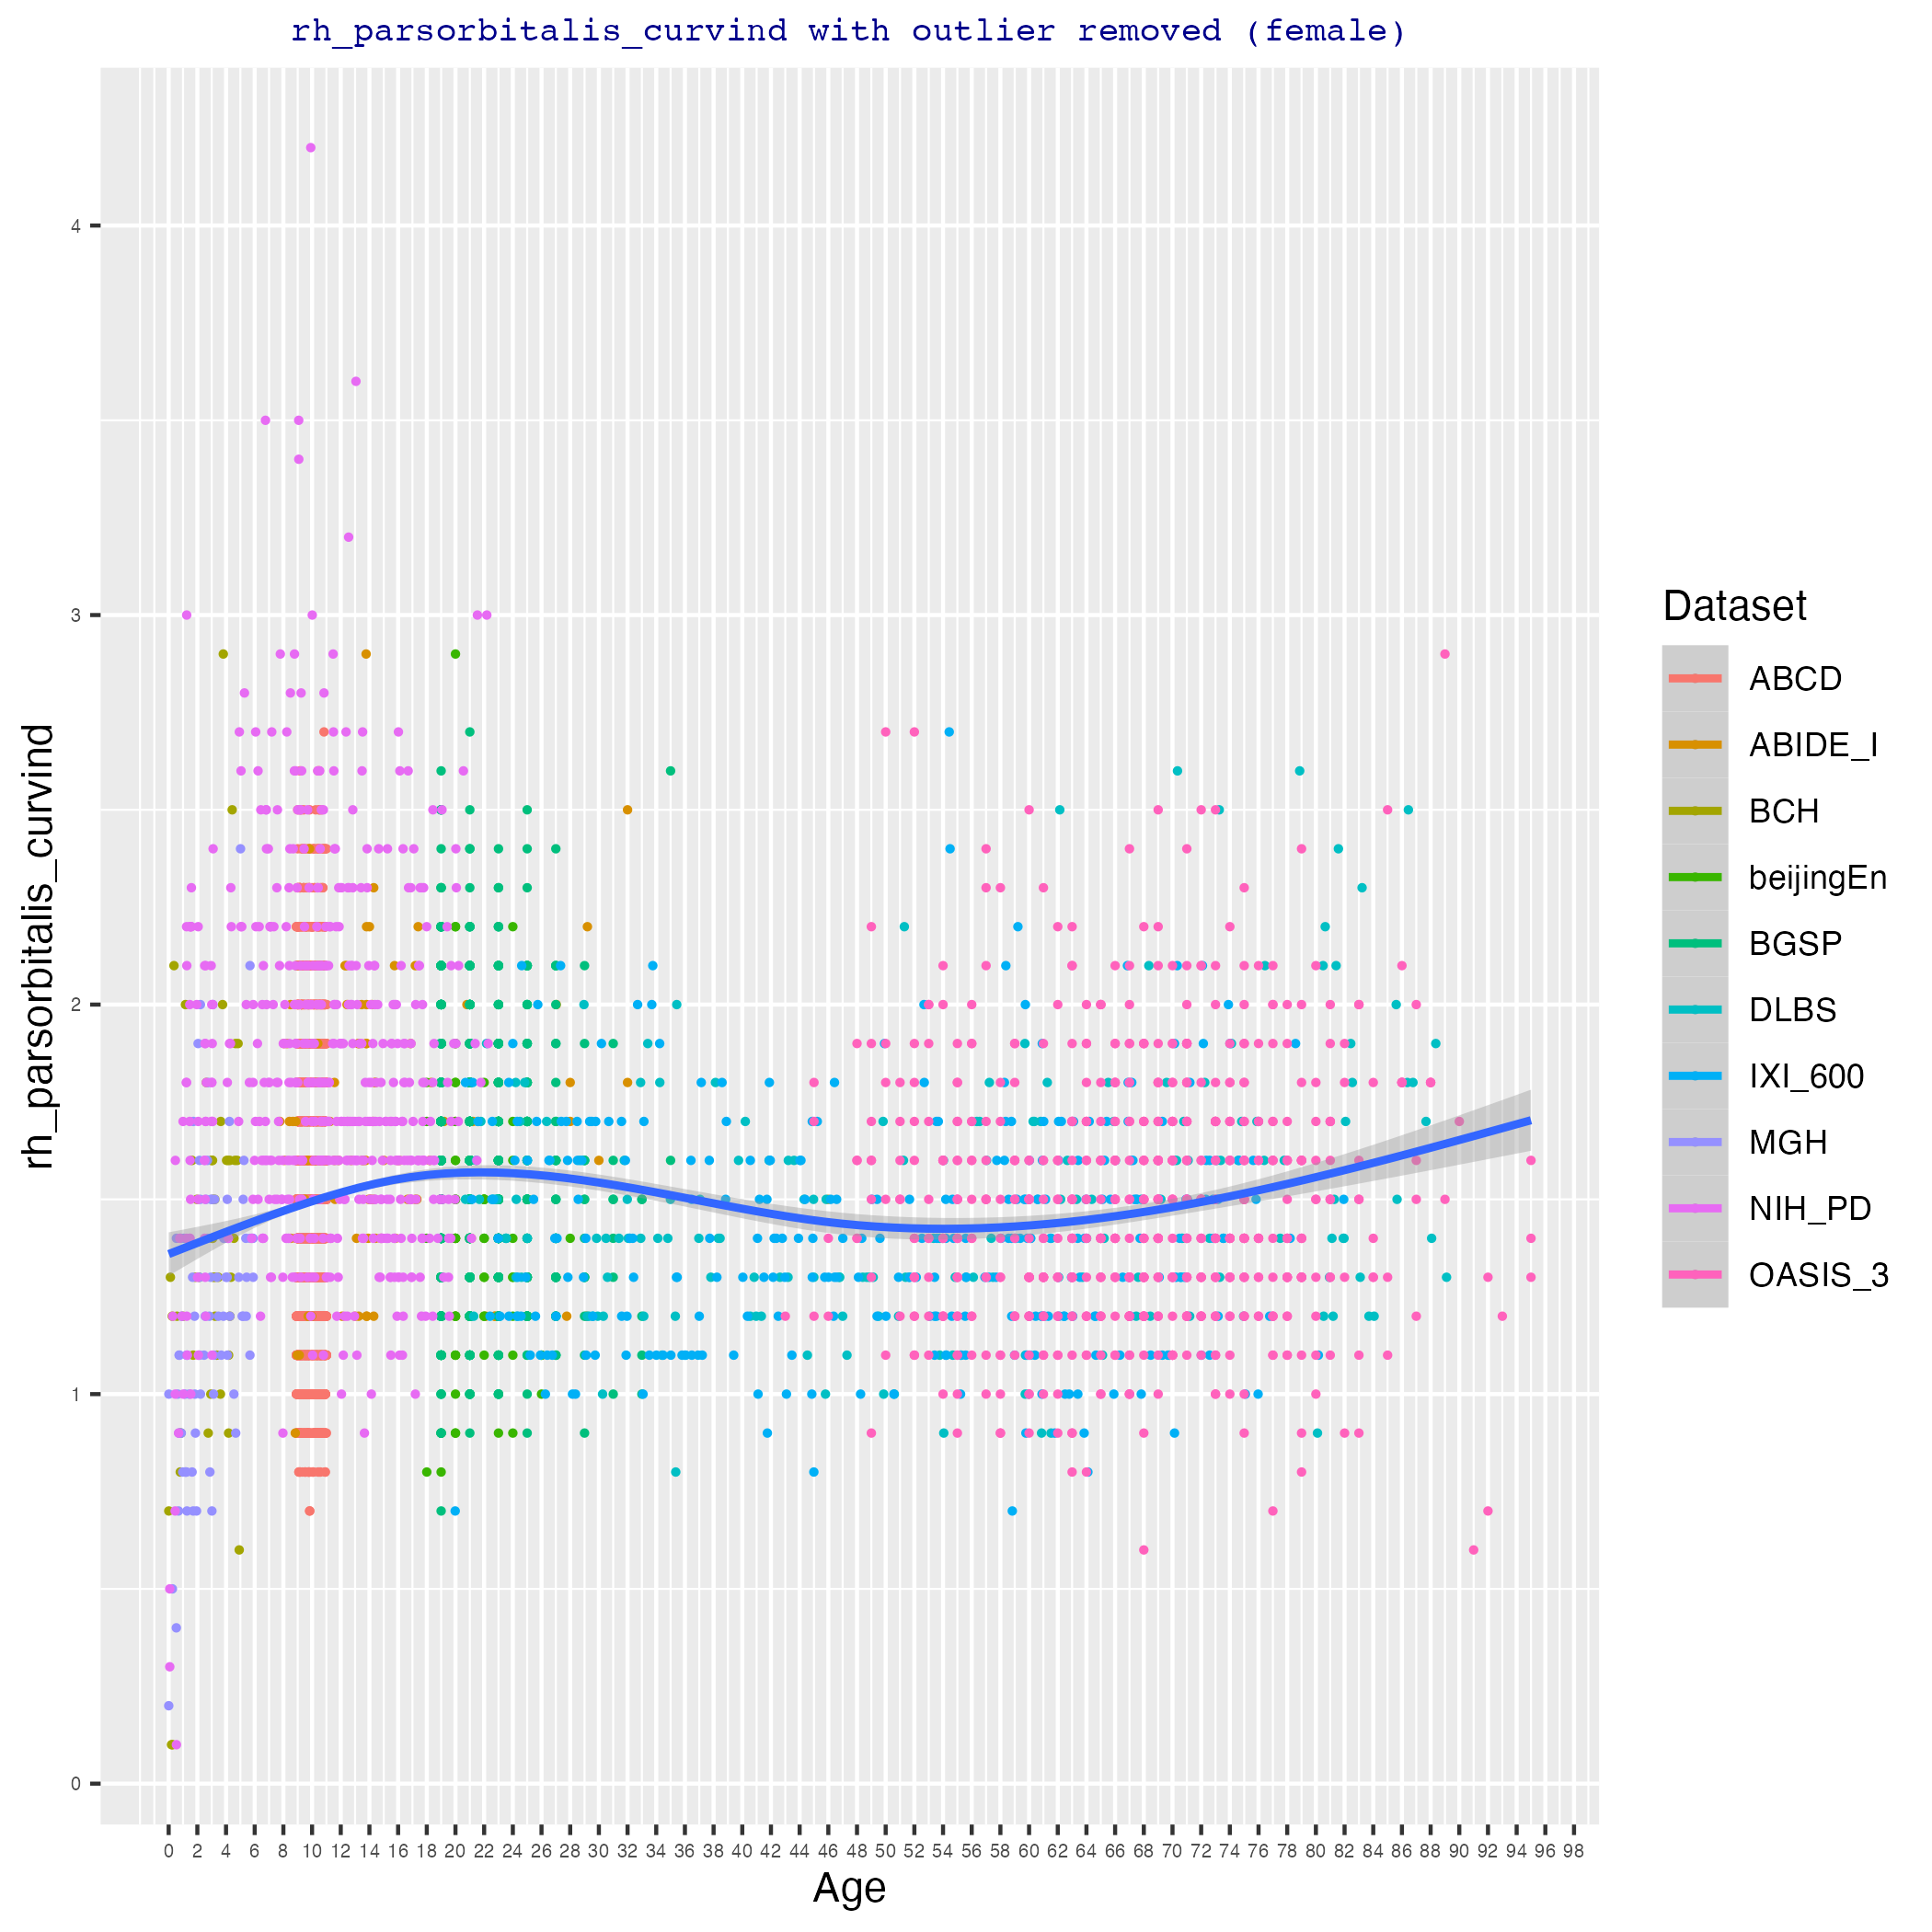 rh_parsorbitalis_curvind with outlier removed (female)
rh_parsorbitalis_curvind
4
3
2
1
0
0 2 4 6 8 10 12 14 16 18 20 22 24 26 28 30 32 34 36 38 40 42 44 46 48 50 52 54 56 58 60 62 64 66 68 70 72 74 76 78 80 82 84 86 88 90 92 94 96 98
Age
Dataset
ABCD
ABIDE_I
BCH
beijingEn
BGSP
DLBS
IXI_600
MGH
NIH_PD
OASIS_3